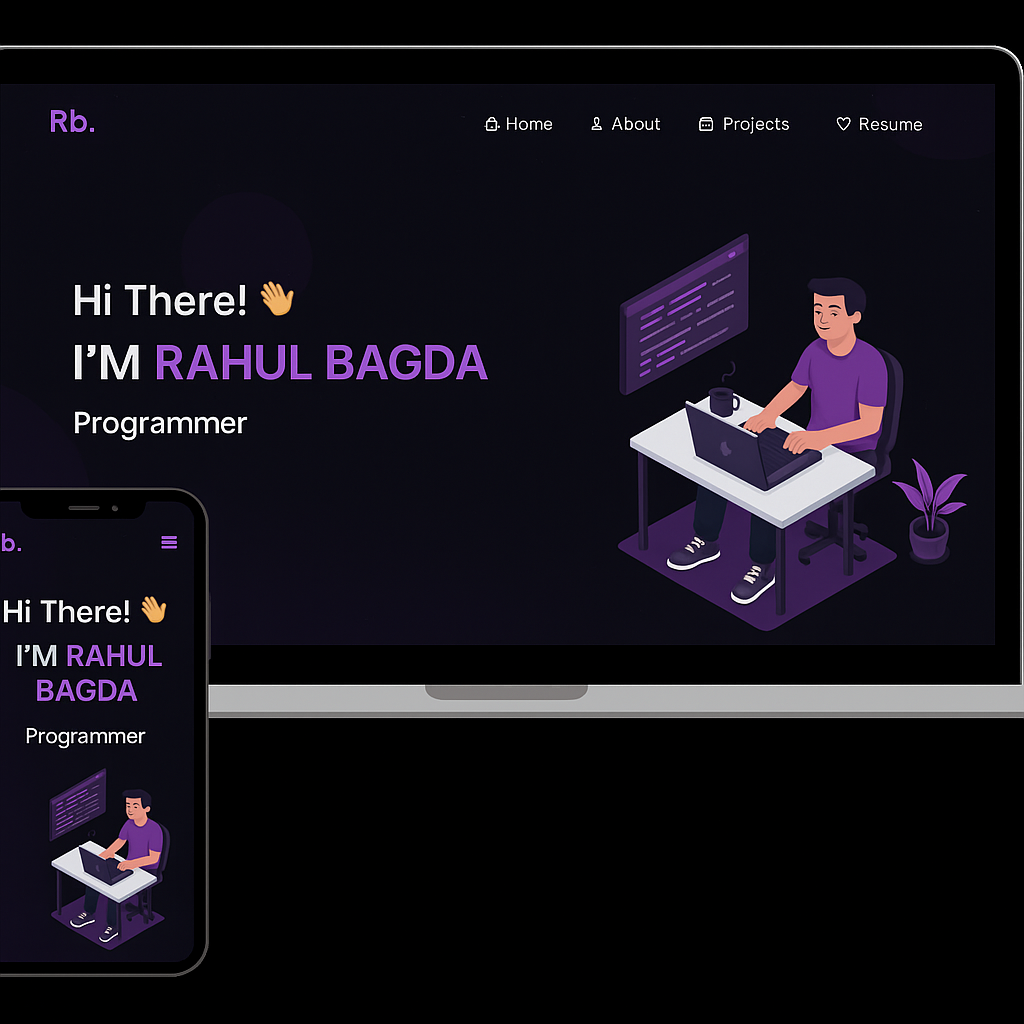 Rb.
Home About Projects Resume
Hi There! 👋
I’M RAHUL BAGDA
Programmer
b.
Hi There! 👋
I’M RAHUL
BAGDA
Programmer